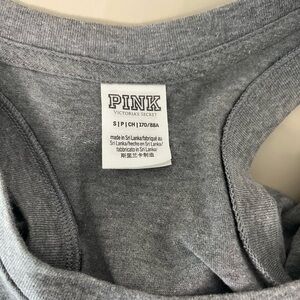 PINK
VICTORIA'S SECRET
S | P | CH | 170/88A
made in Sri Lanka/fabriqué au
Sri Lanka/hecho en Sri Lanka/
fabbricato in Sri Lanka/
斯里兰卡制造